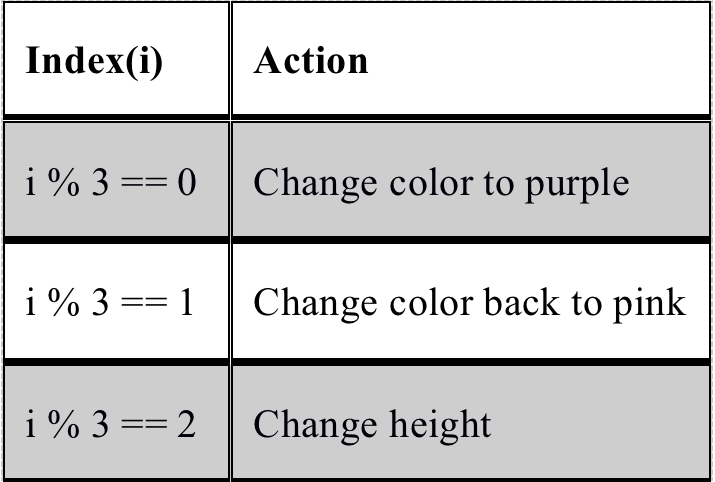 Index(i) Action
i % 3 == 0 Change color to purple
i % 3 == 1 Change color back to pink
i % 3 == 2 Change height